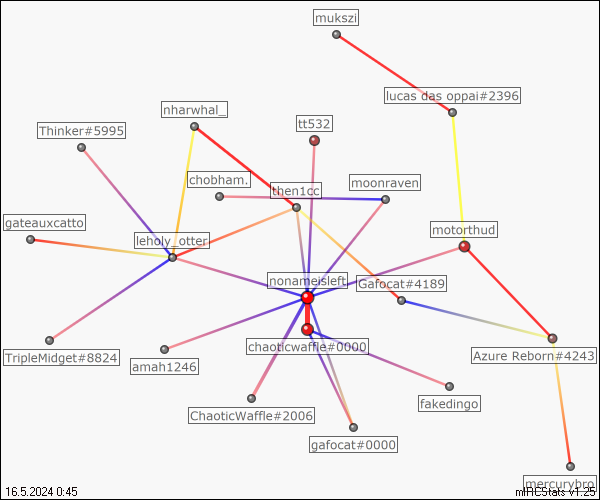 mukszi
lucas das oppai#2396
nharwhal_
tt532
Thinker#5995
chobham.
then1cc
moonraven
gateauxcatto
leholy_otter
motorthud
nonameisleft
Gafocat#4189
chaoticwaffle#0000
TripleMidget#8824
amah1246
Azure Reborn#4243
ChaoticWaffle#2006
fakedingo
gafocat#0000
mercurybro
16.5.2024 0:45
mIRCStats v1.25